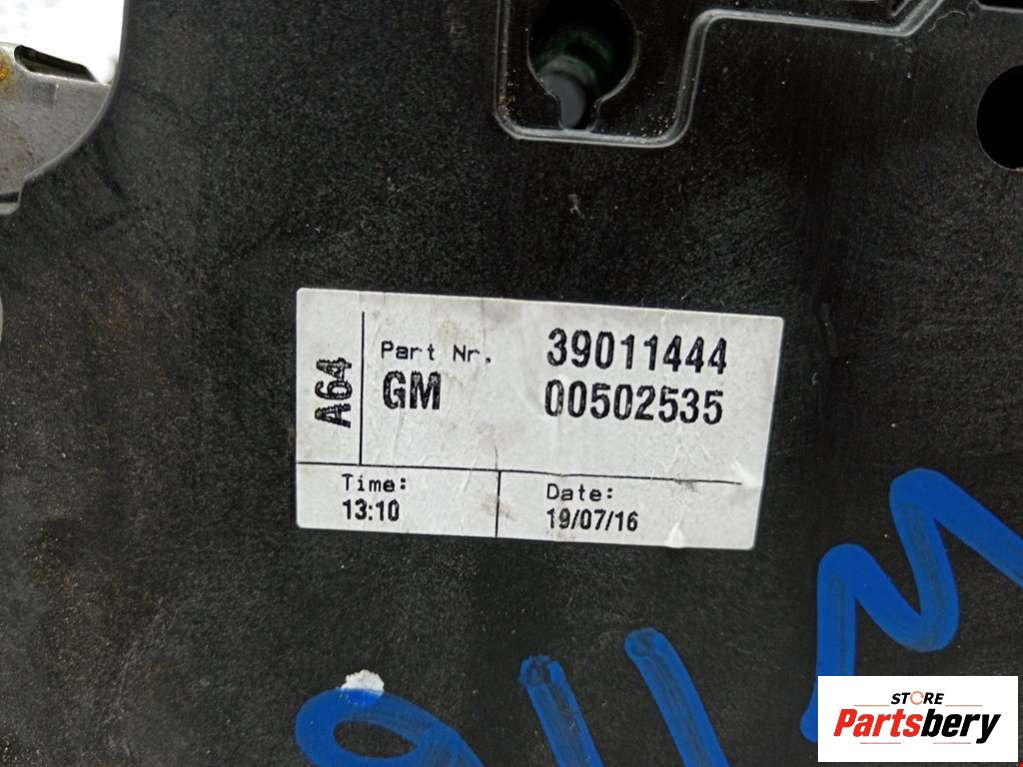 A64
Part Nr. 39011444
GM 00502535
Time:
13:10
Date:
19/07/16
STORE
Partsbery